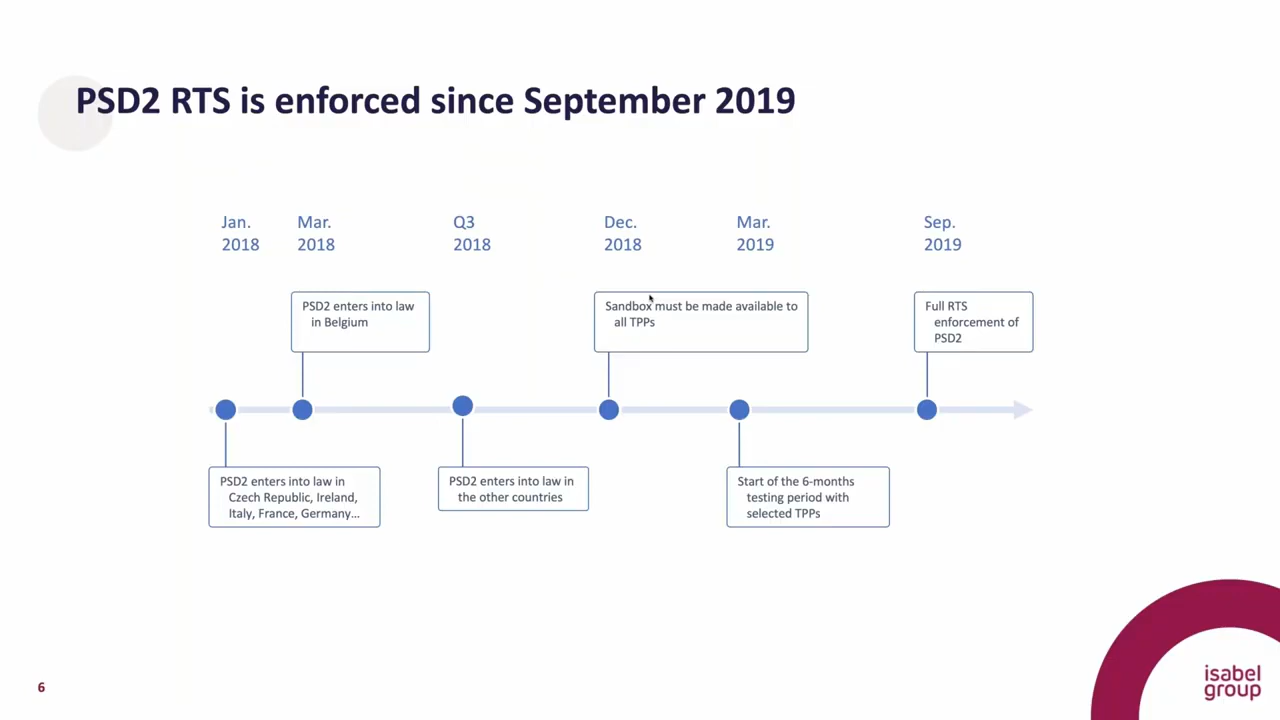 PSD2 RTS is enforced since September 2019
Jan.
2018
Mar.
2018
Q3
2018
Dec.
2018
Mar.
2019
Sep.
2019
PSD2 enters into law
in Belgium
Sandbox must be made available to
all TPPs
Full RTS
enforcement of
PSD2
PSD2 enters into law in
Czech Republic, Ireland,
Italy, France, Germany...
PSD2 enters into law in
the other countries
Start of the 6-months
testing period with
selected TPPs
6
isabel
group